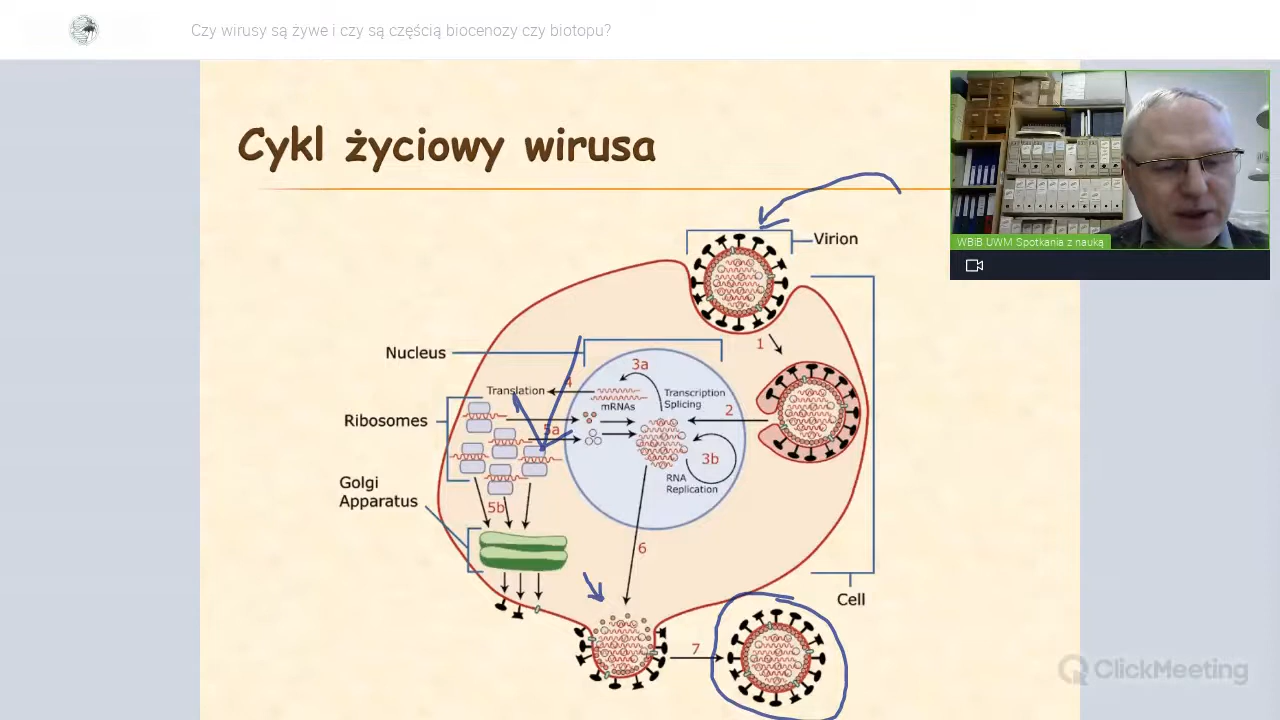 Czy wirusy są żywe i czy są częścią biocenozy czy biotopu?
Cykl życiowy wirusa
WBiB UWM Spotkania z nauką
Virion
1
Nucleus
3a
Translation
4
mRNAs
Transcription
Splicing
2
Ribosomes
5a
3b
RNA
Replication
Golgi
Apparatus
5b
6
Cell
7
ClickMeeting